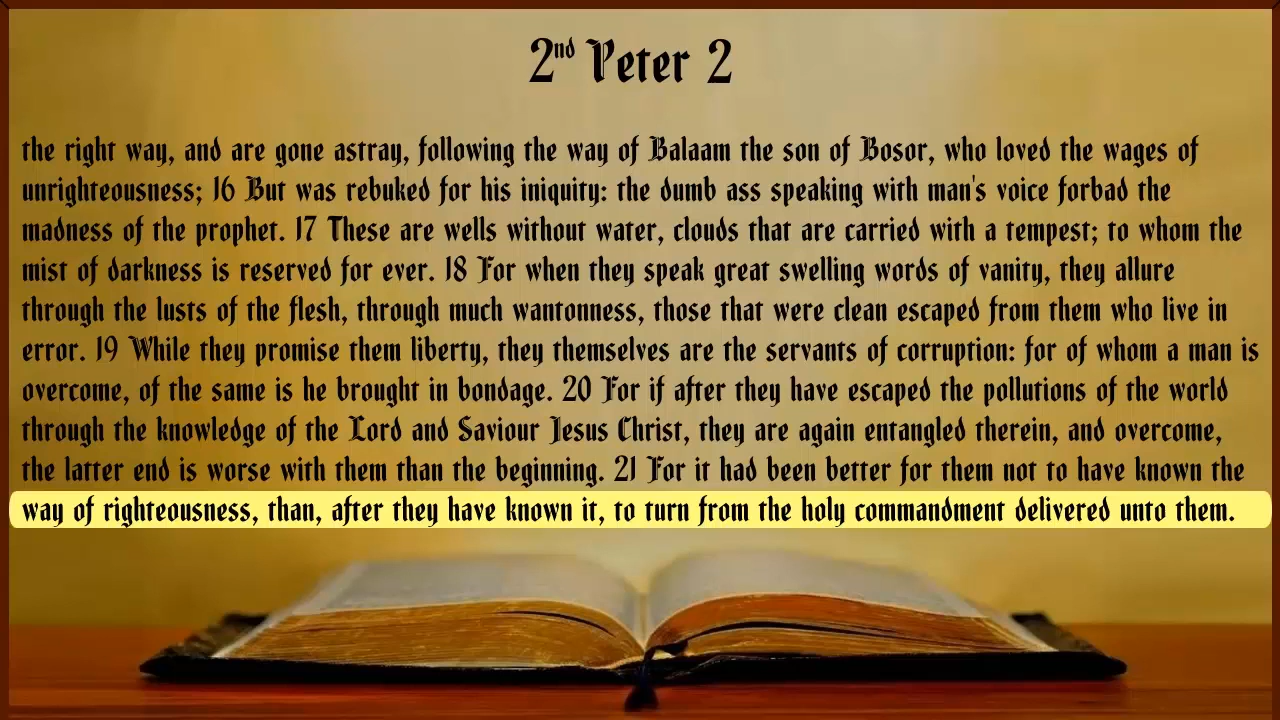 2nd Peter 2
the right way, and are gone astray, following the way of Balaam the son of Bosor, who loved the wages of
unrighteousness; 16 But was rebuked for his iniquity: the dumb ass speaking with man's voice forbad the
madness of the prophet. 17 These are wells without water, clouds that are carried with a tempest; to whom the
mist of darkness is reserved for ever. 18 For when they speak great swelling words of vanity, they allure
through the lusts of the flesh, through much wantonness, those that were clean escaped from them who live in
error. 19 While they promise them liberty, they themselves are the servants of corruption: for of whom a man is
overcome, of the same is he brought in bondage. 20 For if after they have escaped the pollutions of the world
through the knowledge of the Lord and Saviour Jesus Christ, they are again entangled therein, and overcome,
the latter end is worse with them than the beginning. 21 For it had been better for them not to have known the
way of righteousness, than, after they have known it, to turn from the holy commandment delivered unto them.